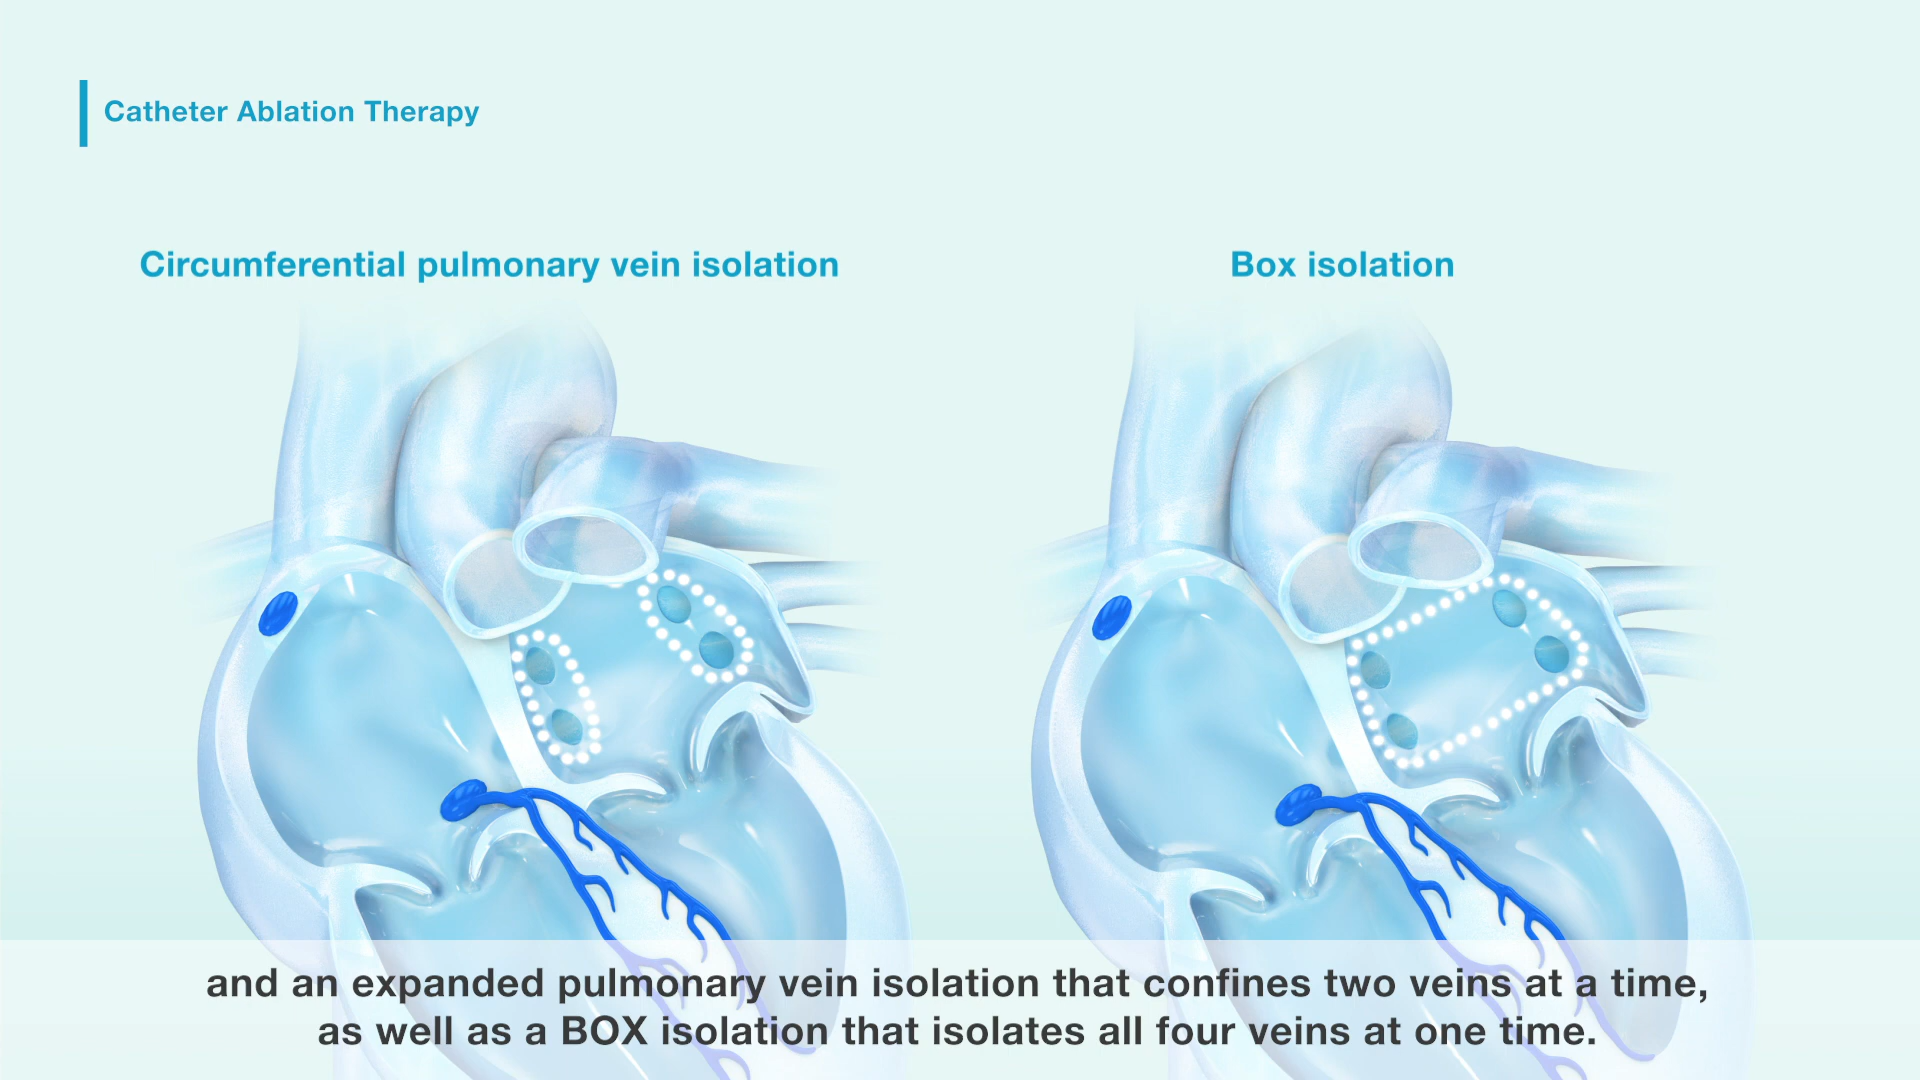 Catheter Ablation Therapy
Circumferential pulmonary vein isolation
Box isolation
and an expanded pulmonary vein isolation that confines two veins at a time,
as well as a BOX isolation that isolates all four veins at one time.